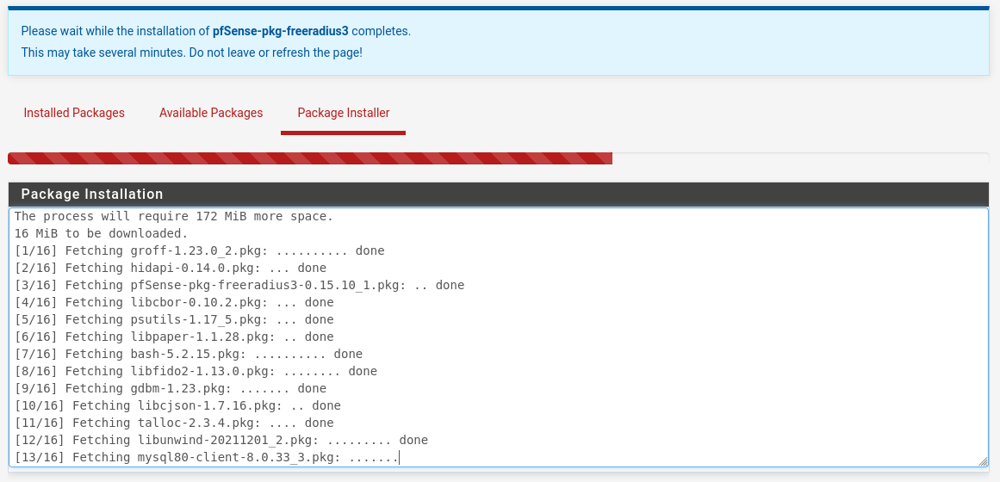 Please wait while the installation of pfSense-pkg-freeradius3 completes.
This may take several minutes. Do not leave or refresh the page!
Installed Packages Available Packages Package Installer
Package Installation
The process will require 172 MiB more space.
16 MiB to be downloaded.
[1/16] Fetching groff-1.23.0_2.pkg: .......... done
[2/16] Fetching hidapi-0.14.0.pkg: ... done
[3/16] Fetching pfSense-pkg-freeradius3-0.15.10_1.pkg: .. done
[4/16] Fetching libcbor-0.10.2.pkg: ... done
[5/16] Fetching psutils-1.17_5.pkg: ... done
[6/16] Fetching libpaper-1.1.28.pkg: .. done
[7/16] Fetching bash-5.2.15.pkg: .......... done
[8/16] Fetching libfido2-1.13.0.pkg: ........ done
[9/16] Fetching gdbm-1.23.pkg: ....... done
[10/16] Fetching libcjson-1.7.16.pkg: .. done
[11/16] Fetching talloc-2.3.4.pkg: .... done
[12/16] Fetching libunwind-20211201_2.pkg: ......... done
[13/16] Fetching mysql80-client-8.0.33_3.pkg: .......